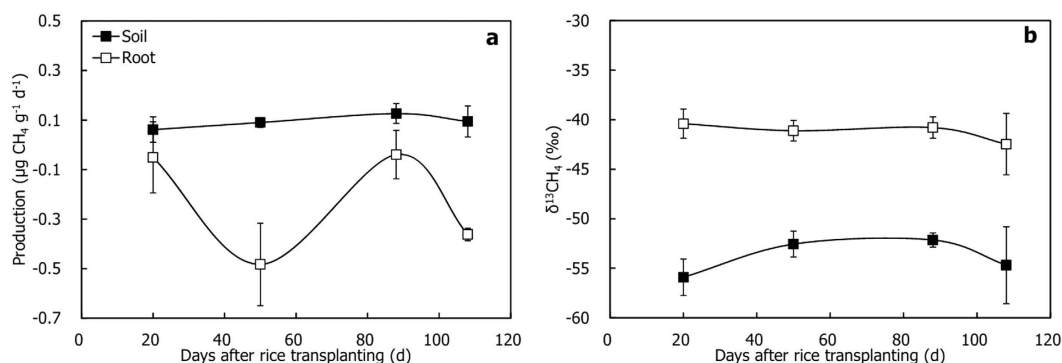 a
Soil
Root
0.5
0.3
0.1
-0.1
-0.3
-0.5
-0.7
0 20 40 60 80 100 120
Production (µg CH₄ g⁻¹ d⁻¹)
Days after rice transplanting (d)
b
-30
-35
-40
-45
-50
-55
-60
0 20 40 60 80 100 120
δ¹³CH₄ (‰)
Days after rice transplanting (d)